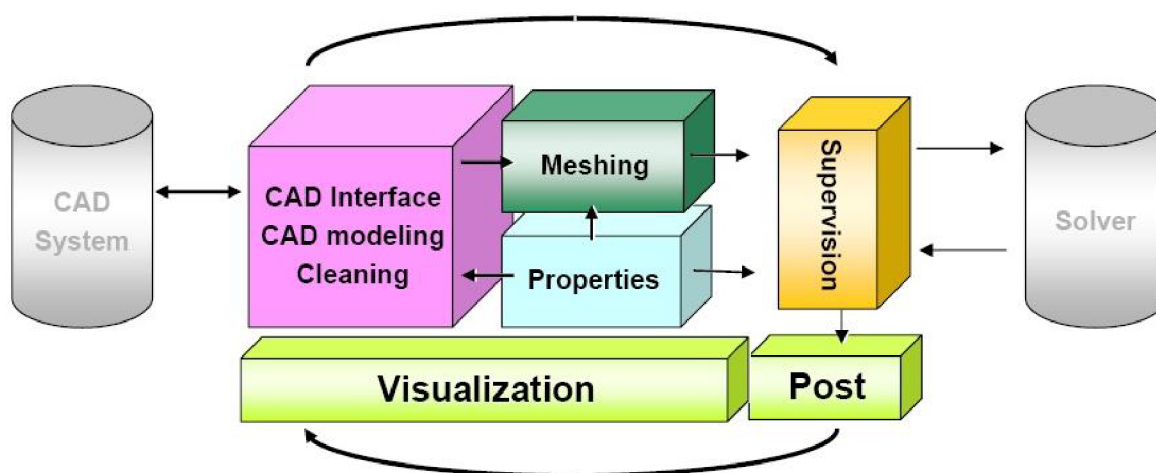 CAD
System
CAD Interface
CAD modeling
Cleaning
Meshing
Properties
Supervision
Solver
Visualization
Post